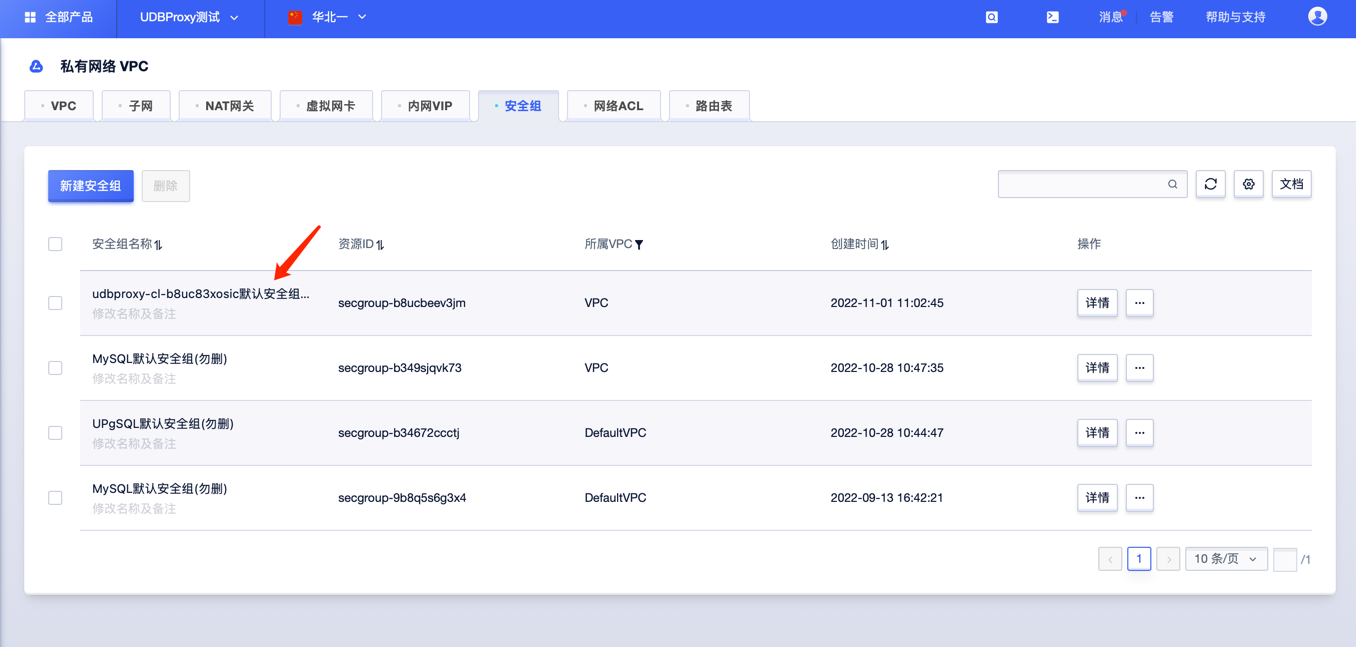 全部产品
UDBProxy测试
华北一
消息
告警
帮助与支持
私有网络 VPC
VPC
子网
NAT网关
虚拟网卡
内网VIP
安全组
网络ACL
路由表
新建安全组
删除
文档
安全组名称
资源ID
所属VPC
创建时间
操作
udbproxy-cl-b8uc83xosic默认安全组...
修改名称及备注
secgroup-b8ucbeev3jm
VPC
2022-11-01 11:02:45
详情
...
MySQL默认安全组(勿删)
修改名称及备注
secgroup-b349sjqvk73
VPC
2022-10-28 10:47:35
详情
...
UPgSQL默认安全组(勿删)
修改名称及备注
secgroup-b34672ccctj
DefaultVPC
2022-10-28 10:44:47
详情
...
MySQL默认安全组(勿删)
修改名称及备注
secgroup-9b8q5s6g3x4
DefaultVPC
2022-09-13 16:42:21
详情
...
1
10 条/页
/1